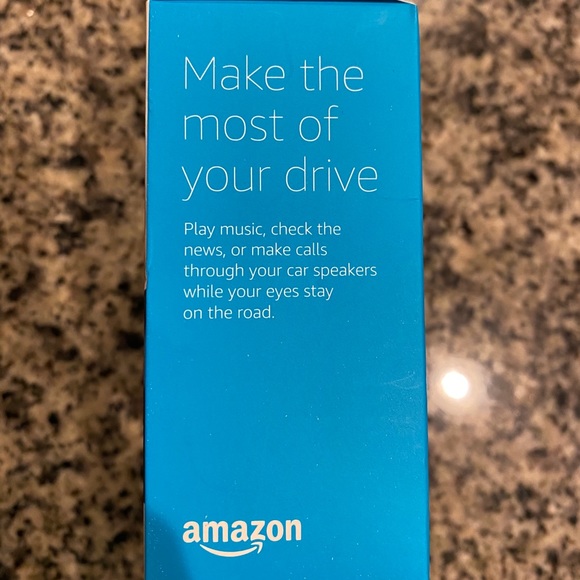 Make the
most of
your drive
Play music, check the
news, or make calls
through your car speakers
while your eyes stay
on the road.
amazon